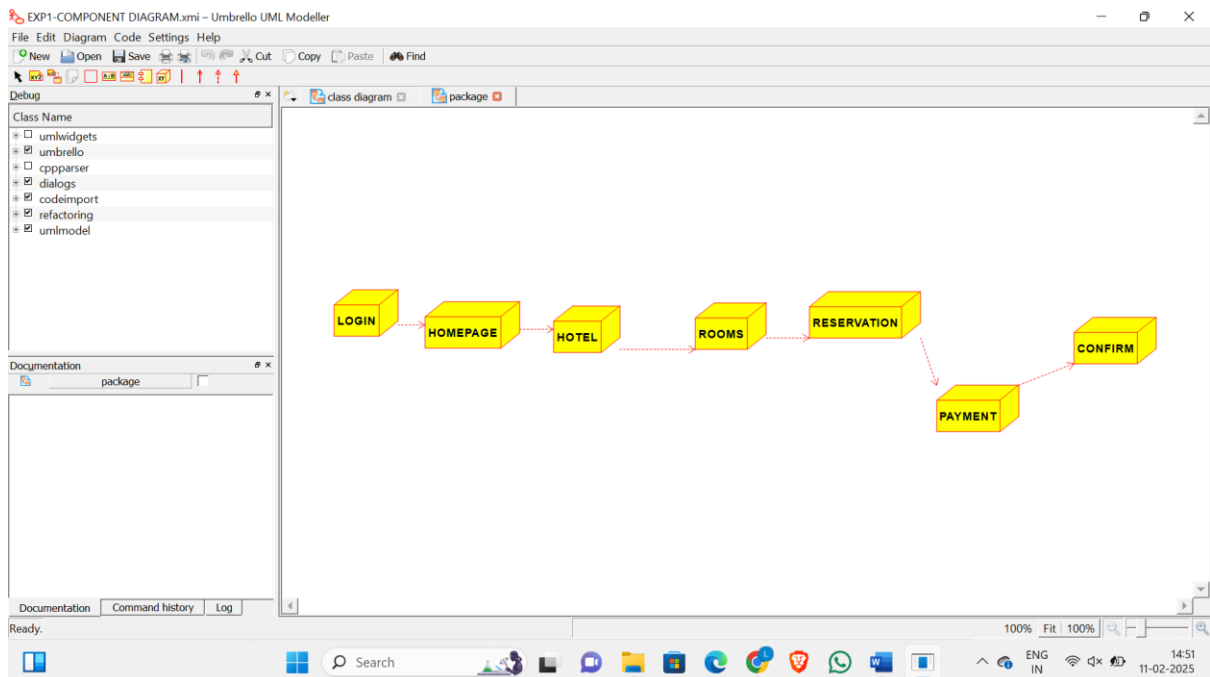 EXP1-COMPONENT DIAGRAM.xmi – Umbrello UML Modeller
File Edit Diagram Code Settings Help
New Open Save Cut Copy Paste Find
Debug
class diagram package
Class Name
umlwidgets
umbrello
cppparser
dialogs
codeimport
refactoring
umlmodel
LOGIN
HOMEPAGE
HOTEL
ROOMS
RESERVATION
PAYMENT
CONFIRM
Documentation
package
Documentation Command history Log
Ready.
100% Fit 100%
Search
ENG
IN
14:51
11-02-2025